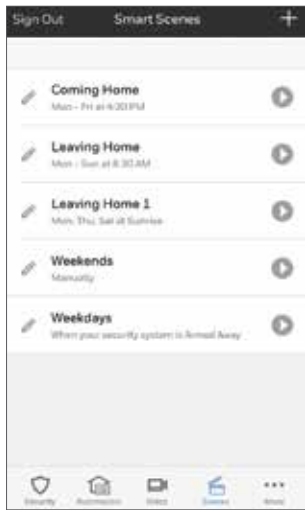 Sign Out Smart Scenes +
Coming Home
Mon - Fri at 4:30 PM
Leaving Home
Mon - Sun at 8:30 AM
Leaving Home 1
Mon, Thu, Sat at Sunrise
Weekends
Manually
Weekdays
When your security system is Armed Away
Security Automation Video Scenes More